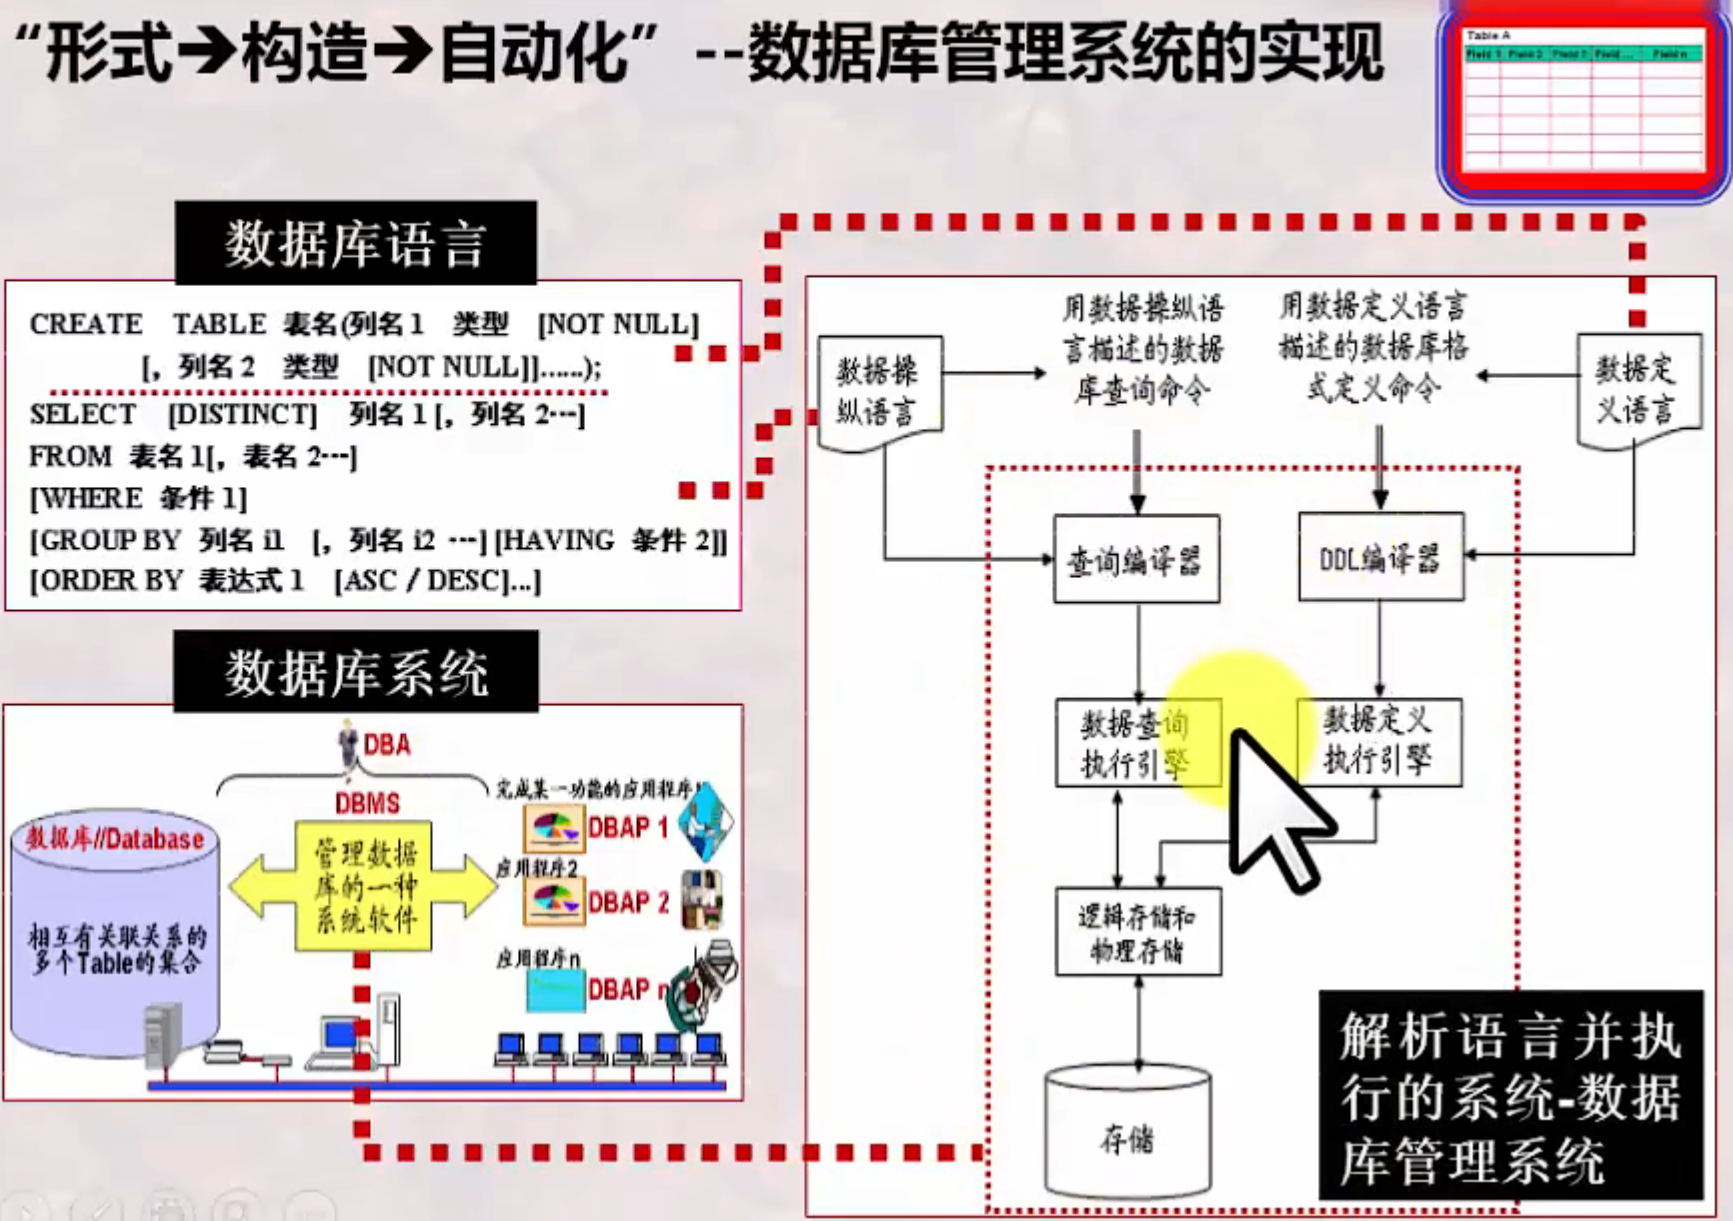 “形式➔构造➔自动化”--数据库管理系统的实现
Table A
Field 1 Field 2 Field 3 Field ... Field n
数据库语言
CREATE TABLE 表名(列名1 类型 [NOT NULL]
[, 列名2 类型 [NOT NULL]]……);
SELECT [DISTINCT] 列名1 [, 列名2…]
FROM 表名1[, 表名2…]
[WHERE 条件1]
[GROUP BY 列名i1 [, 列名i2 …] [HAVING 条件2]]
[ORDER BY 表达式1 [ASC / DESC]...]
数据库系统
DBA
DBMS
管理数据
库的一种
系统软件
数据库//Database
相互有关联关系的
多个Table的集合
完成某一功能的应用程序
DBAP 1
应用程序2
DBAP 2
应用程序n
DBAP n
数据操
纵语言
用数据操纵语
言描述的数据
库查询命令
用数据定义语言
描述的数据库格
式定义命令
数据定
义语言
查询编译器
DDL编译器
数据查询
执行引擎
数据定义
执行引擎
逻辑存储和
物理存储
存储
解析语言并执
行的系统-数据
库管理系统